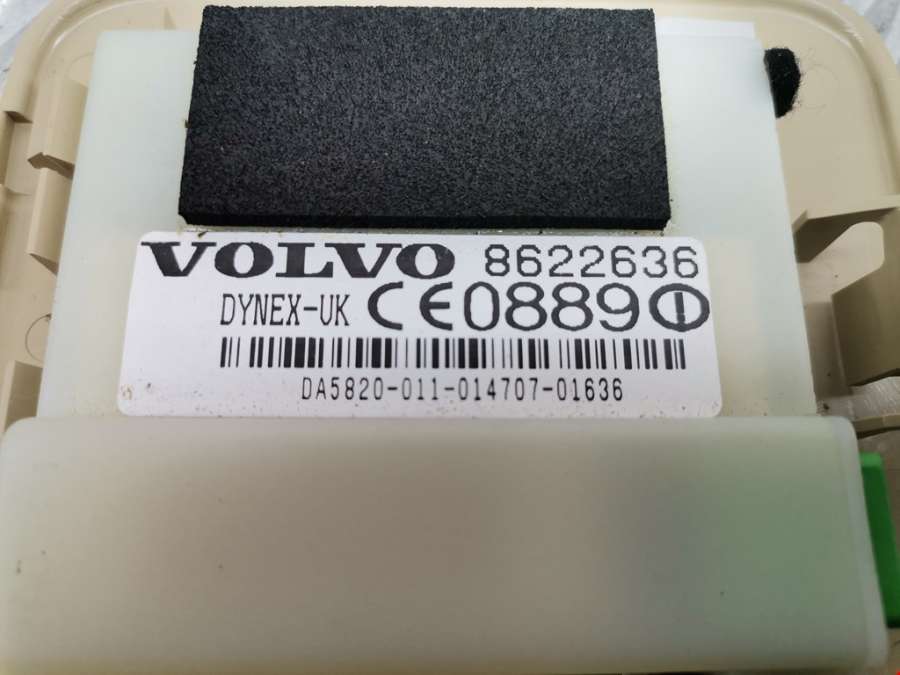 VOLVO 8622636
DYNEX-UK CE0889
DA5820-011-014707-01636